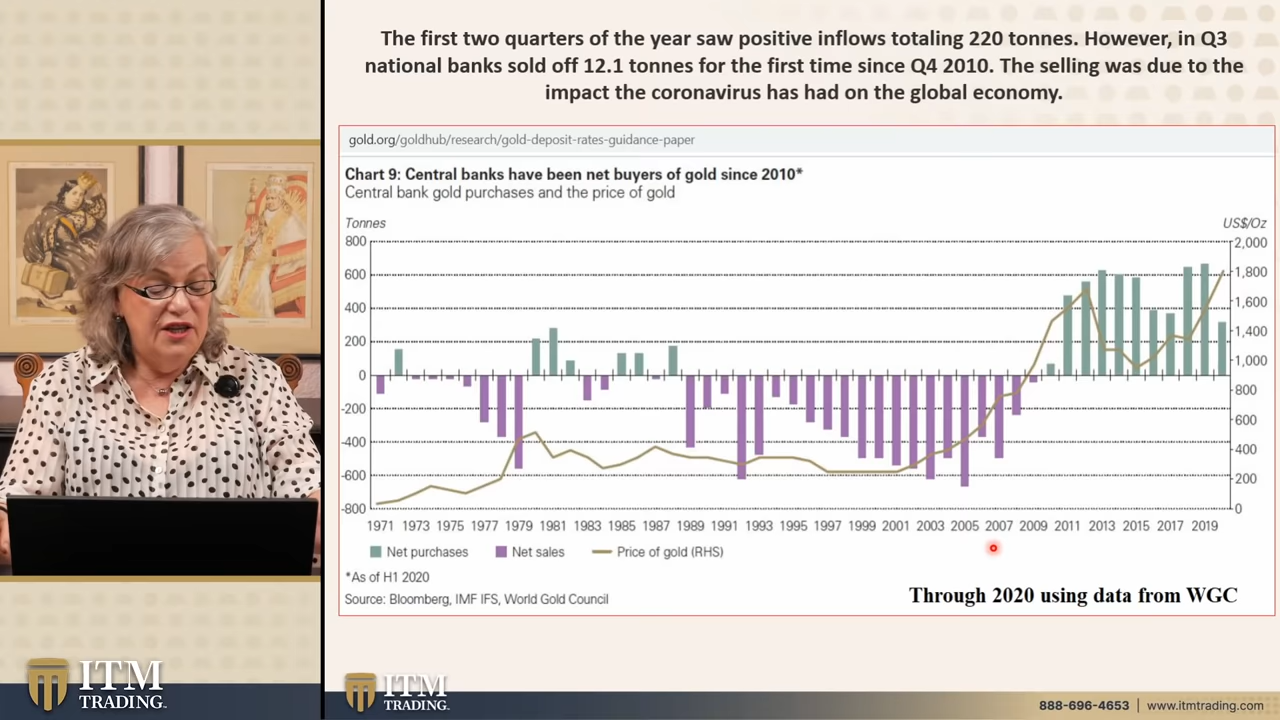 The first two quarters of the year saw positive inflows totaling 220 tonnes. However, in Q3
national banks sold off 12.1 tonnes for the first time since Q4 2010. The selling was due to the
impact the coronavirus has had on the global economy.
gold.org/goldhub/research/gold-deposit-rates-guidance-paper
Chart 9: Central banks have been net buyers of gold since 2010*
Central bank gold purchases and the price of gold
Tonnes US$/Oz
800 2,000
600 1,800
400 1,600
200 1,400
0 1,000
-200 800
-400 600
-600 400
-800 200
0
1971 1973 1975 1977 1979 1981 1983 1985 1987 1989 1991 1993 1995 1997 1999 2001 2003 2005 2007 2009 2011 2013 2015 2017 2019
Net purchases Net sales Price of gold (RHS)
*As of H1 2020
Source: Bloomberg, IMF IFS, World Gold Council
Through 2020 using data from WGC
ITM
TRADING
ITM
TRADING
888-696-4653 | www.itmtrading.com